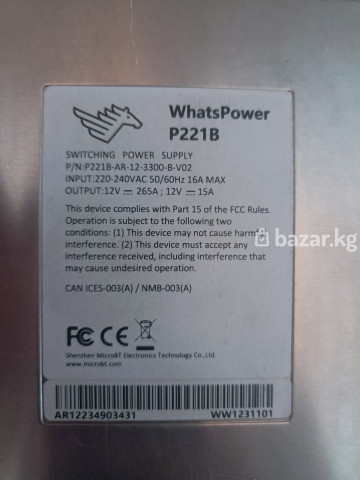 WhatsPower
P221B
SWITCHING POWER SUPPLY
P/N:P221B-AR-12-3300-B-V02
INPUT:220-240VAC 50/60Hz 16A MAX
OUTPUT:12V ⎓ 265A ; 12V ⎓ 15A
This device complies with Part 15 of the FCC Rules.
Operation is subject to the following two
conditions: (1) This device may not cause harmful
interference. (2) This device must accept any
interference received, including interference that
may cause undesired operation.
bazar.kg
CAN ICES-003(A) / NMB-003(A)
FC CE
Shenzhen MicroBT Electronics Technology Co.,Ltd.
www.microbt.com
AR12234903431 WW1231101